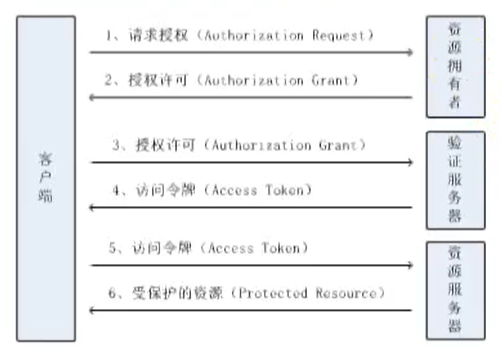 客户端
1、请求授权（Authorization Request）
2、授权许可（Authorization Grant）
资源拥有者
3、授权许可（Authorization Grant）
4、访问令牌（Access Token）
验证服务器
5、访问令牌（Access Token）
6、受保护的资源（Protected Resource）
资源服务器